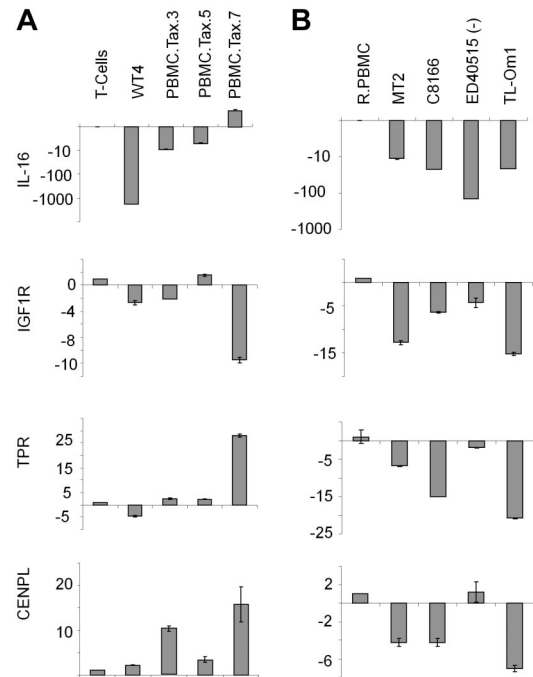 A
T-Cells
WT4
PBMC.Tax.3
PBMC.Tax.5
PBMC.Tax.7
IL-16
-10
-100
-1000
IGF1R
0
-4
-6
-8
-10
TPR
25
15
5
-5
CENPL
20
10
B
R.PBMC
MT2
C8166
ED40515 (-)
TL-Om1
-10
-100
-1000
-5
-15
-5
-15
-25
2
-2
-4
-6